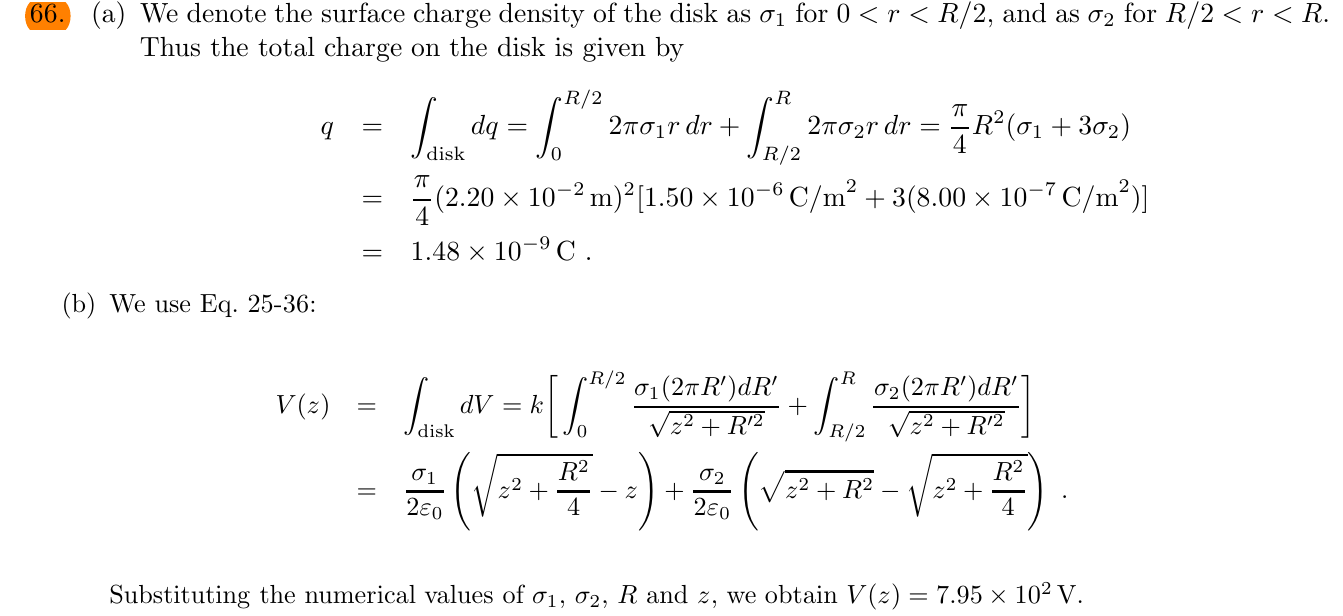 66. (a) We denote the surface charge density of the disk as σ₁ for 0 < r < R/2, and as σ₂ for R/2 < r < R.
Thus the total charge on the disk is given by
q = ∫_disk dq = ∫₀^{R/2} 2πσ₁r dr + ∫_{R/2}^{R} 2πσ₂r dr = π/4 R²(σ₁ + 3σ₂)
= π/4 (2.20 × 10⁻² m)²[1.50 × 10⁻⁶ C/m² + 3(8.00 × 10⁻⁷ C/m²)]
= 1.48 × 10⁻⁹ C .
(b) We use Eq. 25-36:
V(z) = ∫_disk dV = k[∫₀^{R/2} σ₁(2πR′)dR′/√(z² + R′²) + ∫_{R/2}^{R} σ₂(2πR′)dR′/√(z² + R′²)]
= σ₁/2ε₀ (√(z² + R²/4) − z) + σ₂/2ε₀ (√(z² + R²) − √(z² + R²/4)) .
Substituting the numerical values of σ₁, σ₂, R and z, we obtain V(z) = 7.95 × 10² V.